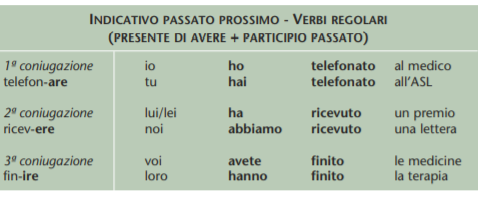 INDICATIVO PASSATO PROSSIMO - VERBI REGOLARI
(PRESENTE DI AVERE + PARTICIPIO PASSATO)
1ª coniugazione io ho telefonato al medico
telefon-are tu hai telefonato all'ASL
2ª coniugazione lui/lei ha ricevuto un premio
ricev-ere noi abbiamo ricevuto una lettera
3ª coniugazione voi avete finito le medicine
fin-ire loro hanno finito la terapia